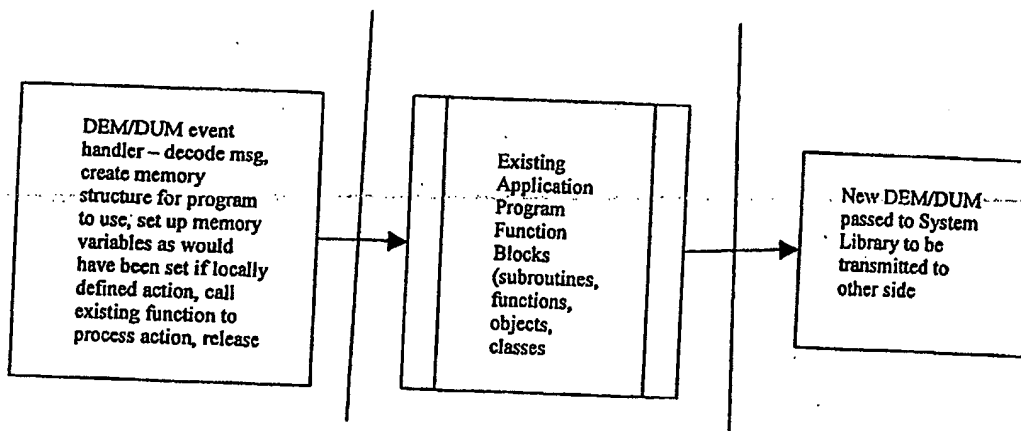 DEM/DUM event
handler – decode msg,
create memory
structure for program
to use, set up memory
variables as would
have been set if locally
defined action, call
existing function to
process action, release
Existing
Application
Program
Function
Blocks
(subroutines,
functions,
objects,
classes
New DEM/DUM
passed to System
Library to be
transmitted to
other side